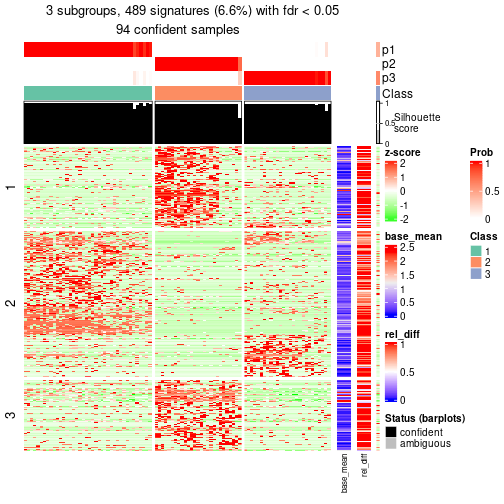 3 subgroups, 489 signatures (6.6%) with fdr < 0.05
94 confident samples
p1
p2
p3
Class
1
0.5
0
Silhouette
score
1
2
3
z-score
2
1
0
-1
-2
Prob
1
0.5
0
base_mean
2.5
2
1.5
1
0.5
0
Class
1
2
3
rel_diff
1
0.5
0
Status (barplots)
confident
ambiguous
base_mean
rel_diff